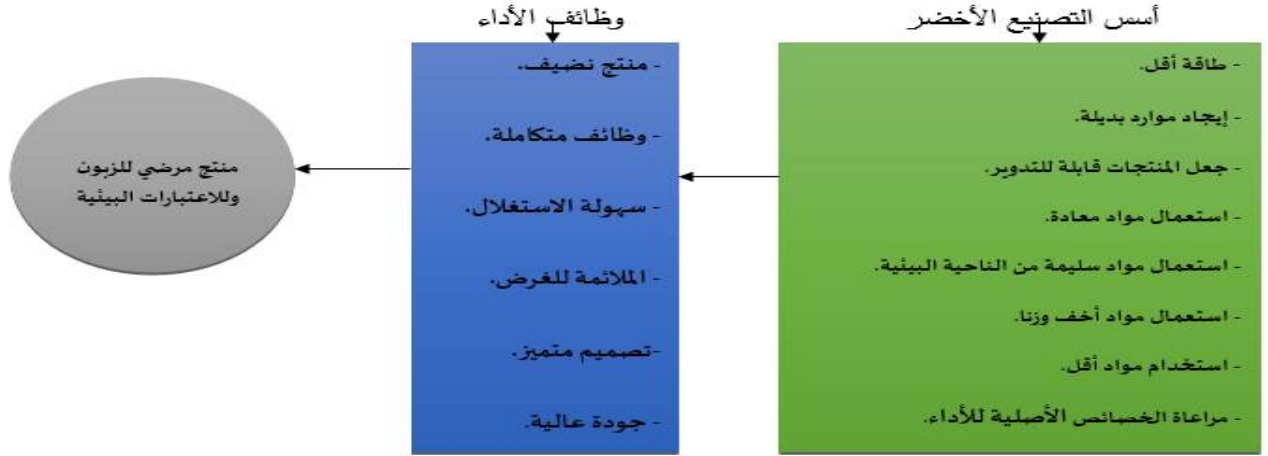 أسس التصنيع الأخضر
- طاقة أقل.
- إيجاد موارد بديلة.
- جعل المنتجات قابلة للتدوير.
- استعمال مواد معادة.
- استعمال مواد سليمة من الناحية البيئية.
- استعمال مواد أخف وزنا.
- استخدام مواد أقل.
- مراعاة الخصائص الأصلية للأداء.
وظائف الأداء
- منتج نضيف.
- وظائف متكاملة.
- سهولة الاستغلال.
- الملائمة للغرض.
-تصميم متميز.
- جودة عالية.
منتج مرضي للزبون
وللاعتبارات البيئية